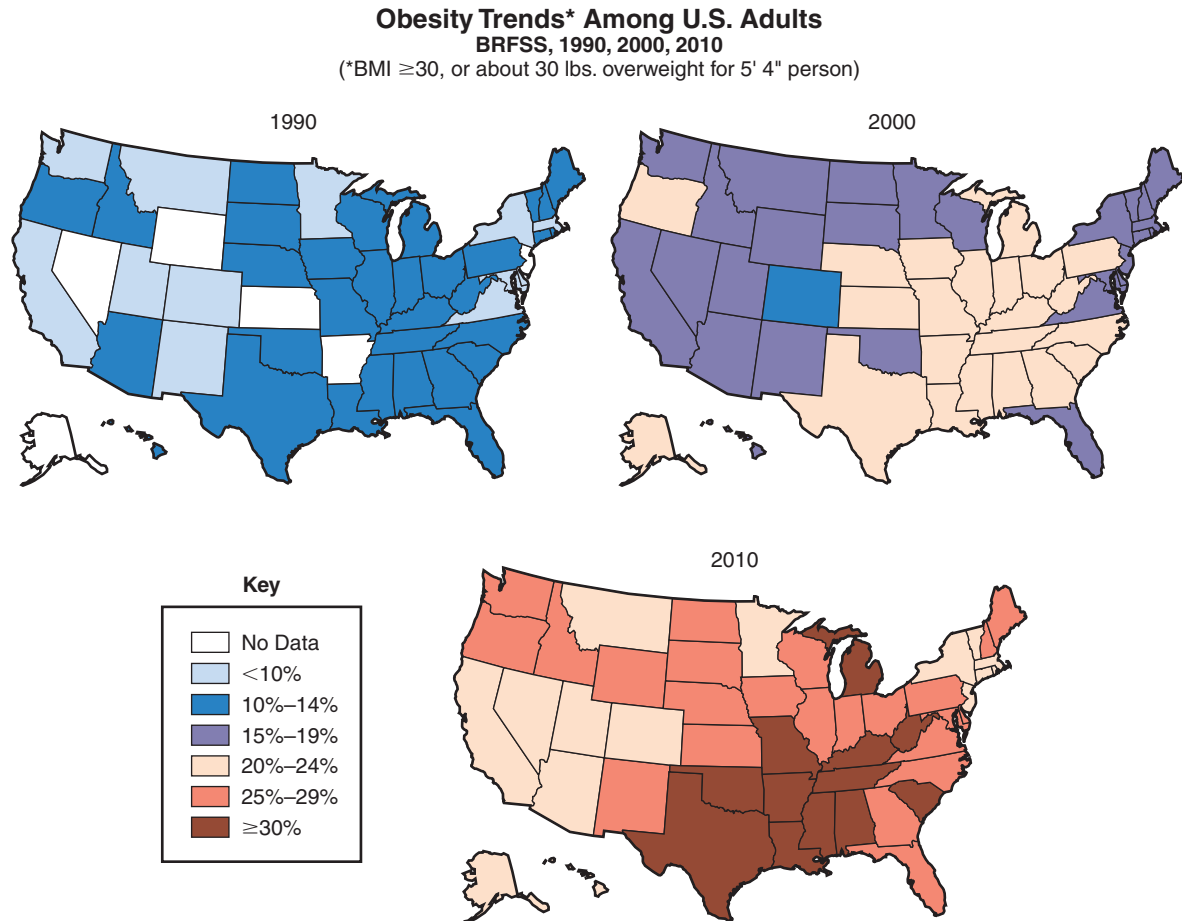 Obesity Trends* Among U.S. Adults
BRFSS, 1990, 2000, 2010
(*BMI ≥30, or about 30 lbs. overweight for 5' 4" person)
1990
2000
2010
Key
No Data
<10%
10%–14%
15%–19%
20%–24%
25%–29%
≥30%